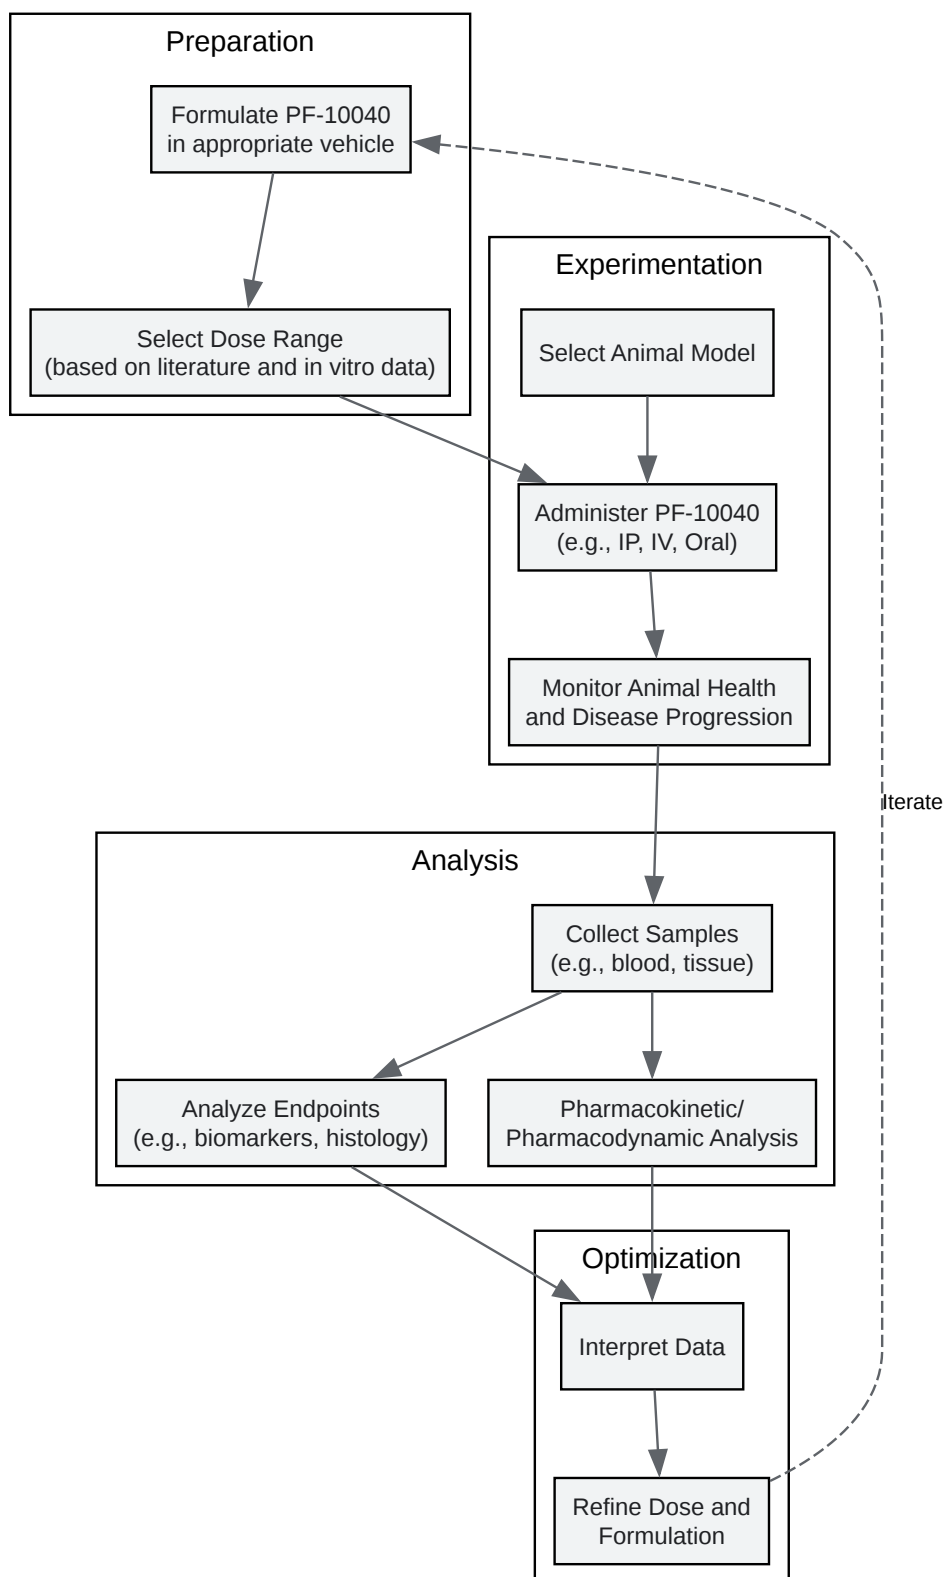 Preparation
Formulate PF-10040
in appropriate vehicle
Select Dose Range
(based on literature and in vitro data)
Experimentation
Select Animal Model
Administer PF-10040
(e.g., IP, IV, Oral)
Monitor Animal Health
and Disease Progression
Iterate
Analysis
Collect Samples
(e.g., blood, tissue)
Analyze Endpoints
(e.g., biomarkers, histology)
Pharmacokinetic/
Pharmacodynamic Analysis
Optimization
Interpret Data
Refine Dose and
Formulation